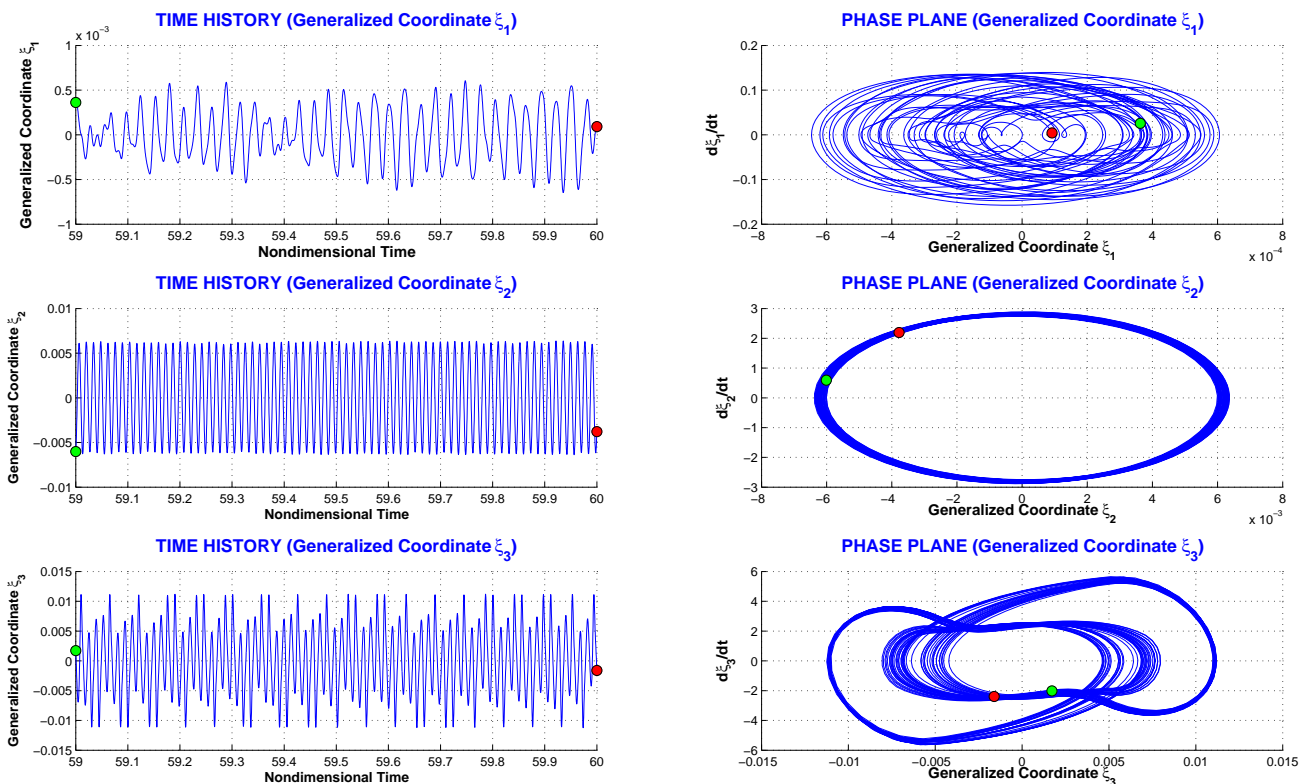 TIME HISTORY (Generalized Coordinate ξ1)
x 10−3
Generalized Coordinate ξ1
1
0.5
0
−0.5
−1
59 59.1 59.2 59.3 59.4 59.5 59.6 59.7 59.8 59.9 60
Nondimensional Time
PHASE PLANE (Generalized Coordinate ξ1)
dξ1/dt
0.2
0.1
0
−0.1
−0.2
−8 −6 −4 −2 0 2 4 6 8
Generalized Coordinate ξ1
x 10−4
TIME HISTORY (Generalized Coordinate ξ2)
Generalized Coordinate ξ2
0.01
0.005
0
−0.005
−0.01
59 59.1 59.2 59.3 59.4 59.5 59.6 59.7 59.8 59.9 60
Nondimensional Time
PHASE PLANE (Generalized Coordinate ξ2)
dξ2/dt
3
2
1
0
−1
−2
−3
−8 −6 −4 −2 0 2 4 6 8
Generalized Coordinate ξ2
x 10−3
TIME HISTORY (Generalized Coordinate ξ3)
Generalized Coordinate ξ3
0.015
0.01
0.005
0
−0.005
−0.01
−0.015
59 59.1 59.2 59.3 59.4 59.5 59.6 59.7 59.8 59.9 60
Nondimensional Time
PHASE PLANE (Generalized Coordinate ξ3)
dξ3/dt
6
4
2
0
−2
−4
−6
−0.015 −0.01 −0.005 0 0.005 0.01 0.015
Generalized Coordinate ξ3